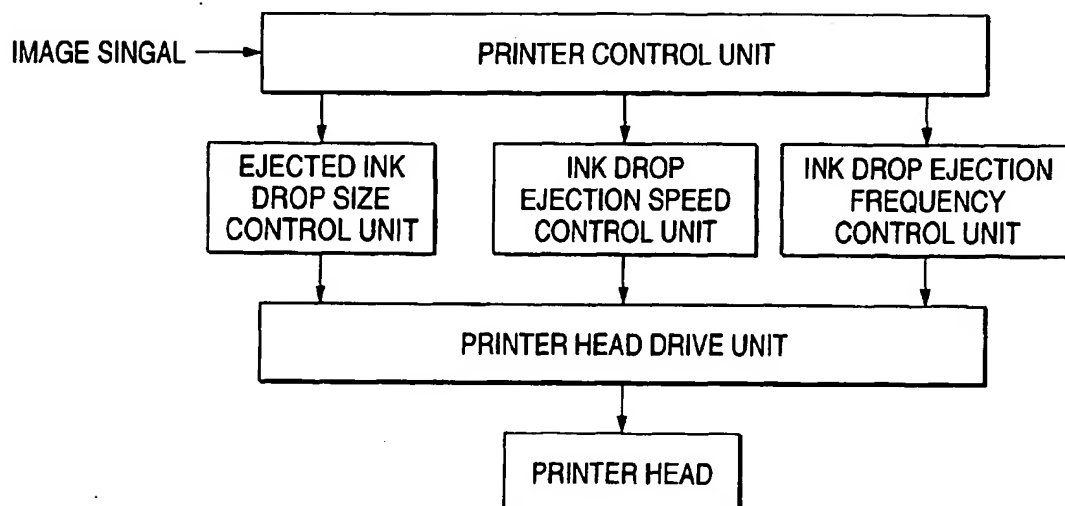 IMAGE SINGAL
PRINTER CONTROL UNIT
EJECTED INK
DROP SIZE
CONTROL UNIT
INK DROP
EJECTION SPEED
CONTROL UNIT
INK DROP EJECTION
FREQUENCY
CONTROL UNIT
PRINTER HEAD DRIVE UNIT
PRINTER HEAD